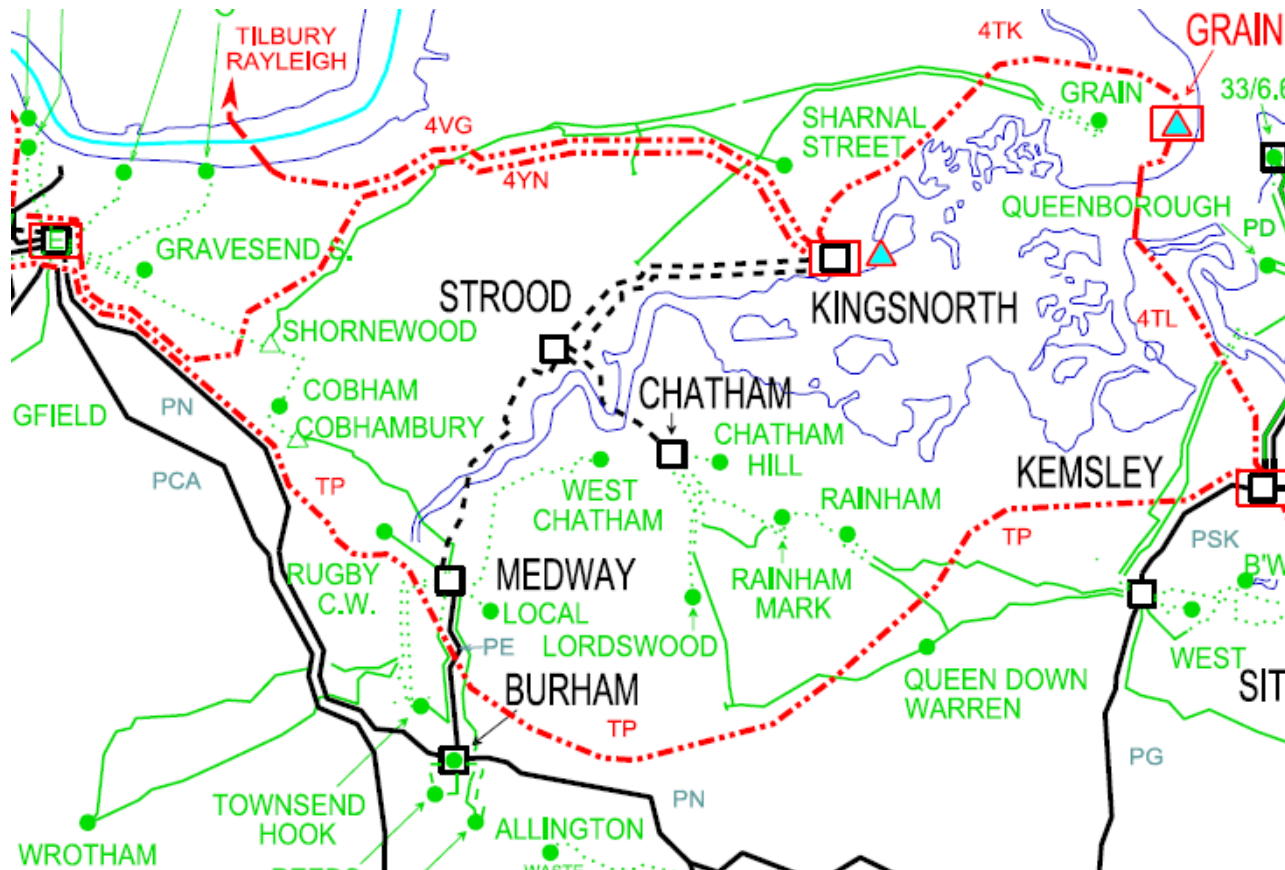 TILBURY
RAYLEIGH
4TK
GRAIN
GRAIN
33/6,6
4VG
SHARNAL
STREET
4YN
QUEENBOROUGH
PD
E
GRAVESEND S.
STROOD
KINGSNORTH
4TL
SHORNEWOOD
COBHAM
CHATHAM
GFIELD
PN
COBHAMBURY
CHATHAM
HILL
PCA
TP
WEST
CHATHAM
RAINHAM
KEMSLEY
TP
PSK
RUGBY
C.W.
MEDWAY
RAINHAM
MARK
B'W
LOCAL
PE
LORDSWOOD
WEST
BURHAM
QUEEN DOWN
WARREN
SIT
TP
PG
TOWNSEND
HOOK
PN
ALLINGTON
WROTHAM